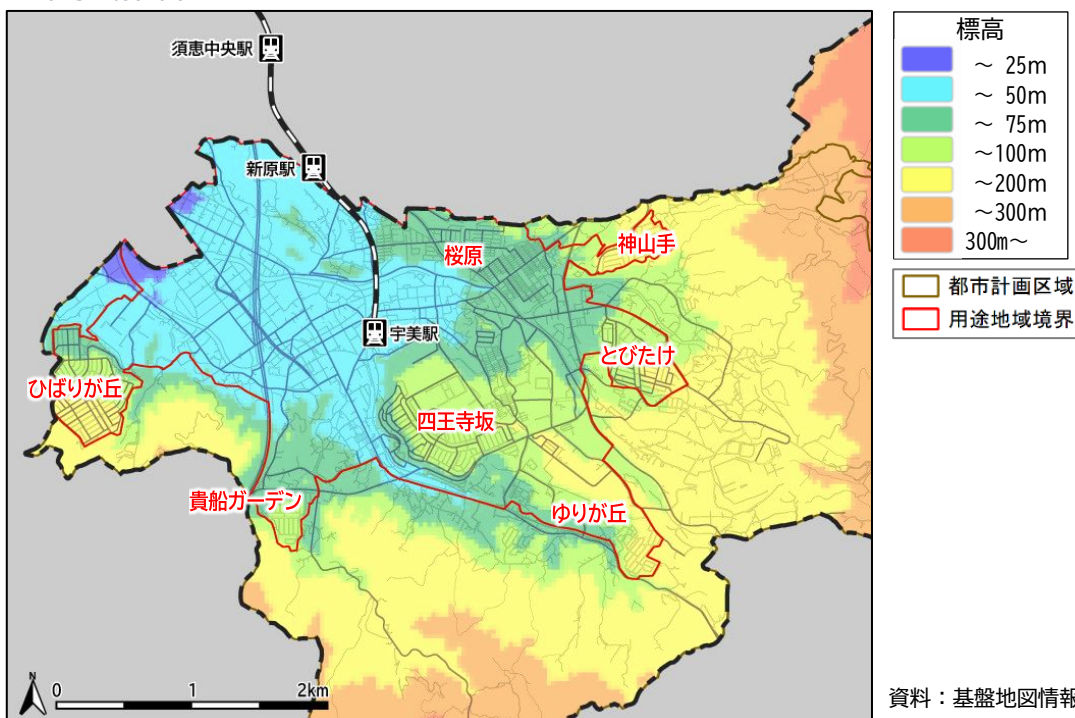 須恵中央駅
新原駅
桜原
神山手
宇美駅
とびたけ
ひばりが丘
四王寺坂
貴船ガーデン
ゆりが丘
N
0 1 2km
標高
～ 25m
～ 50m
～ 75m
～100m
～200m
～300m
300m～
都市計画区域
用途地域境界
資料：基盤地図情報